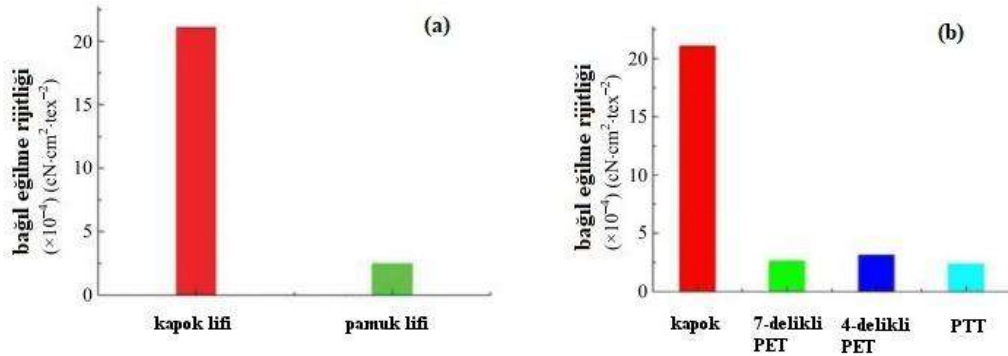 (a)
bağıl eğilme rijitliği
(×10⁻⁴) (cN·cm²·tex⁻²)
20
15
10
5
0
kapok lifi
pamuk lifi
(b)
bağıl eğilme rijitliği
(×10⁻⁴) (cN·cm²·tex⁻²)
20
15
10
5
0
kapok
7-delikli
PET
4-delikli
PET
PTT